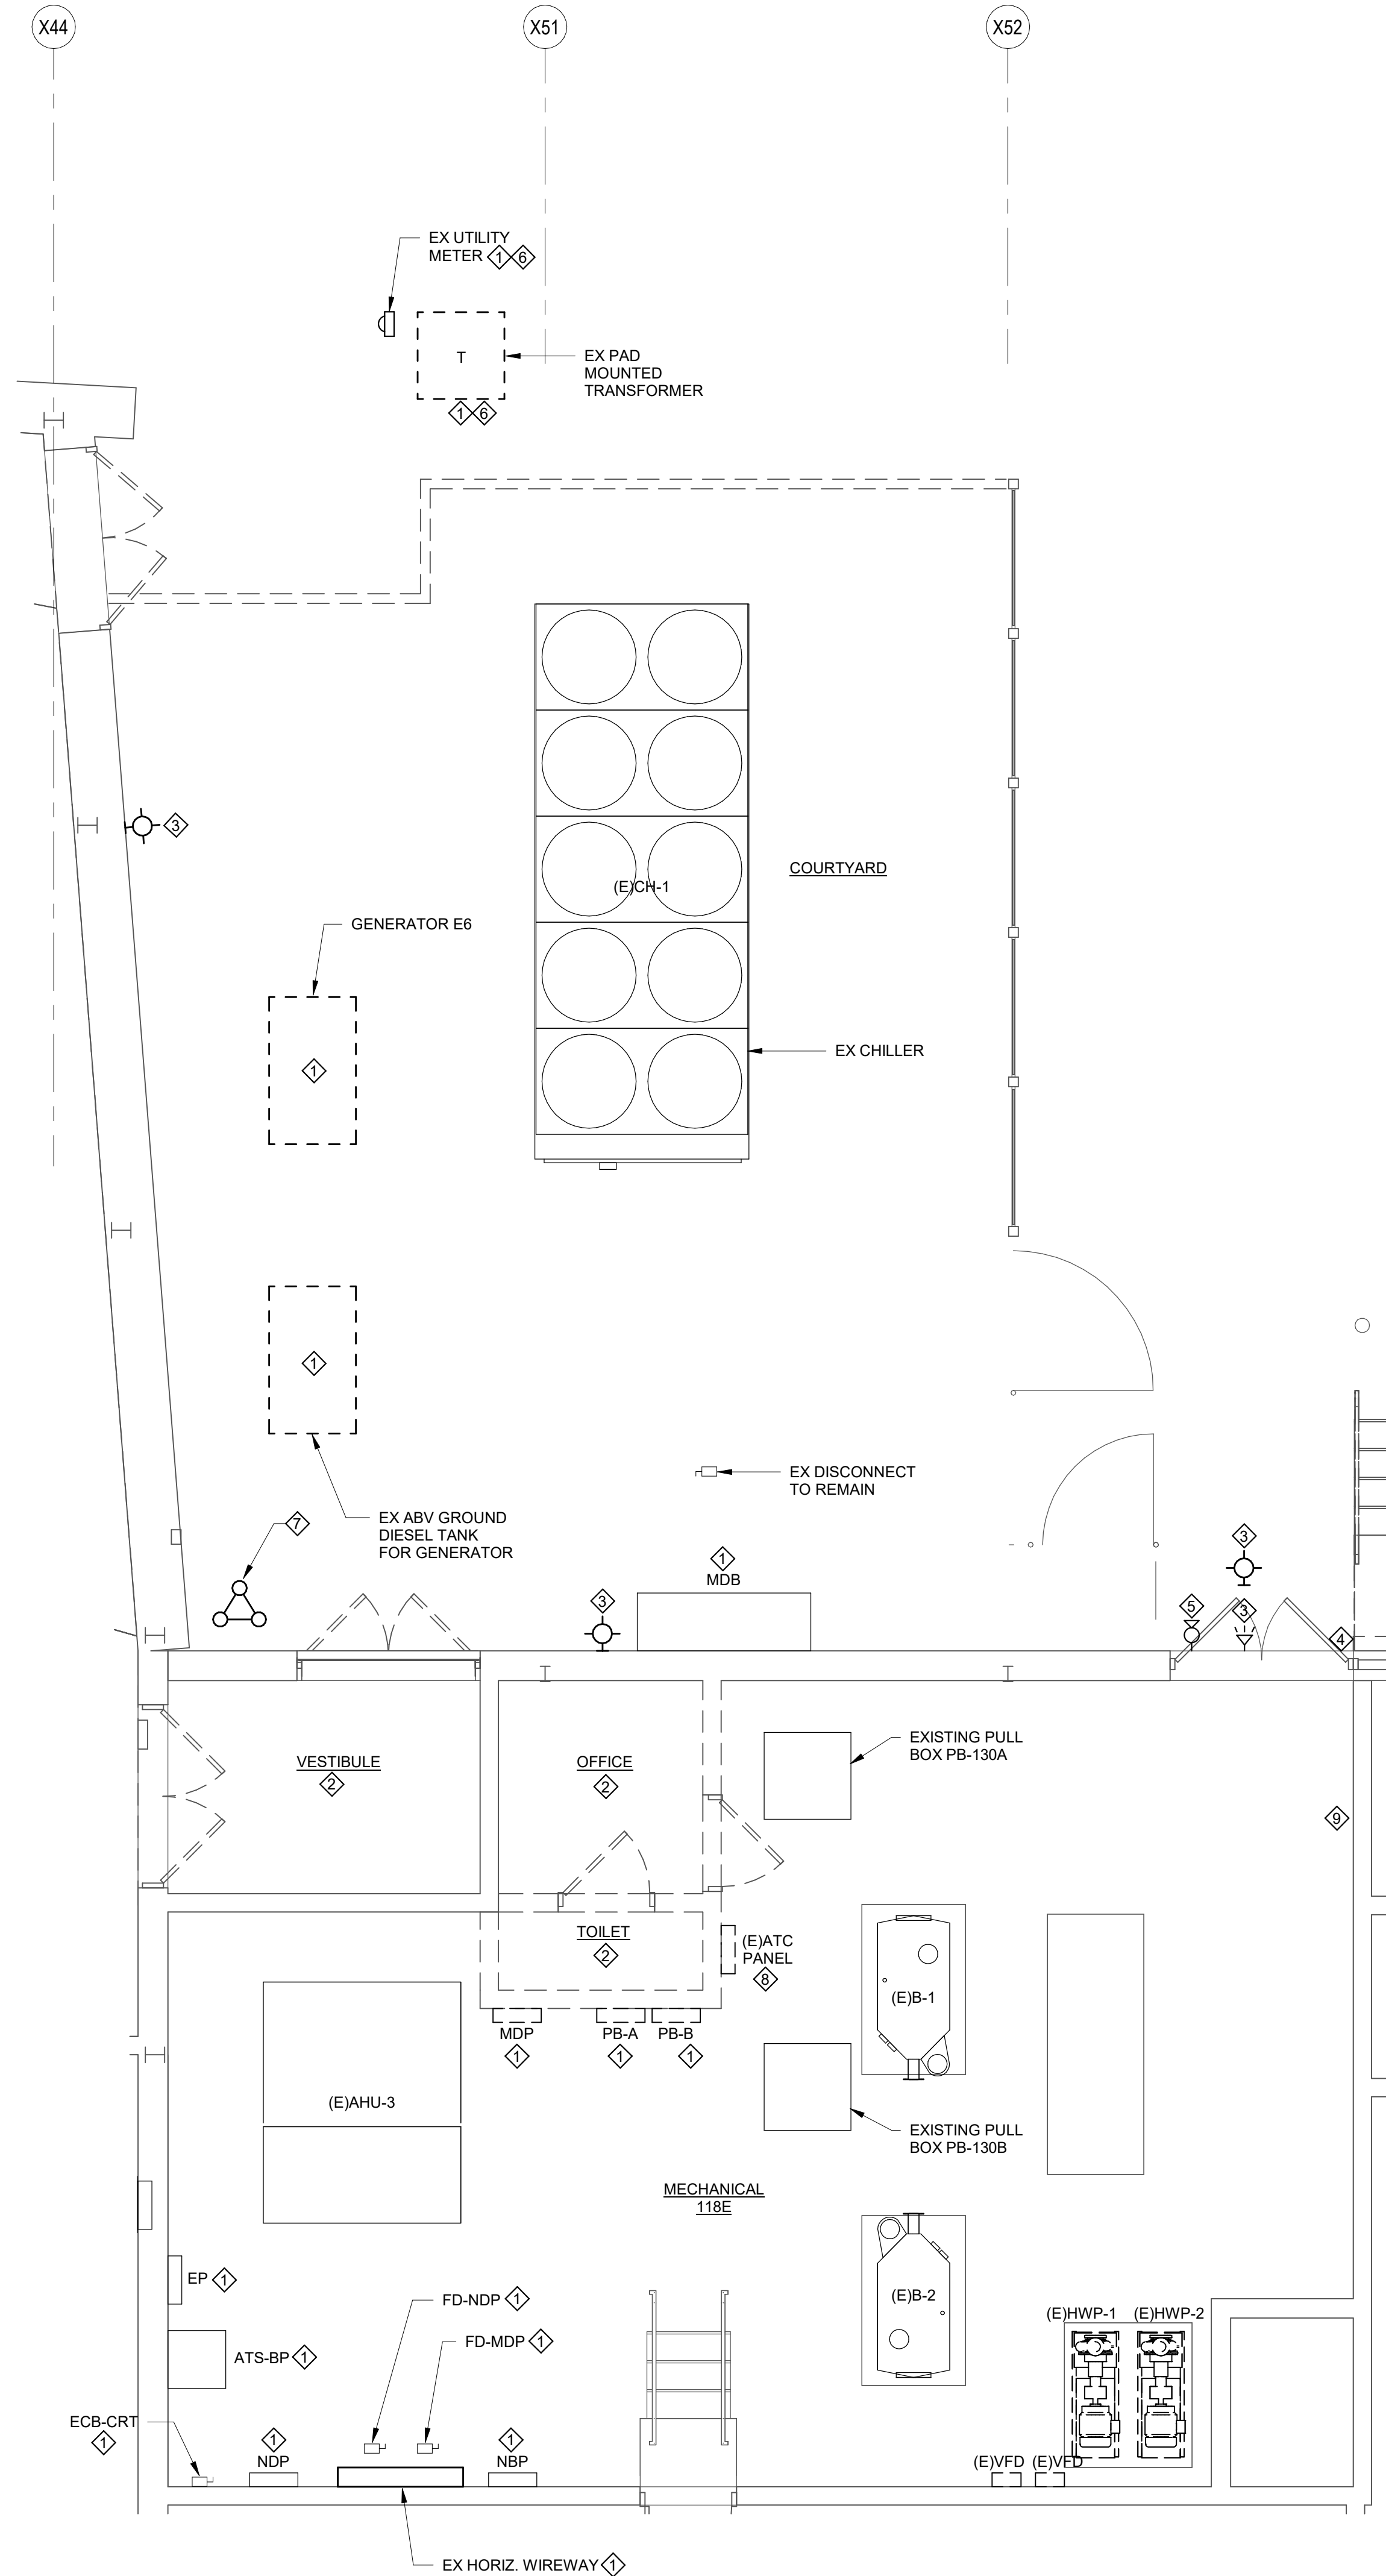 X44
X51
X52
EX UTILITY
METER 1 6
T
EX PAD
MOUNTED
TRANSFORMER
1 6
3
COURTYARD
(E)CH-1
GENERATOR E6
1
EX CHILLER
1
EX DISCONNECT
TO REMAIN
EX ABV GROUND
DIESEL TANK
FOR GENERATOR
7
1
MDB
3
3
5
3
4
VESTIBULE
2
OFFICE
2
EXISTING PULL
BOX PB-130A
9
TOILET
2
(E)ATC
PANEL
8
(E)B-1
MDP
1
PB-A
1
PB-B
1
(E)AHU-3
EXISTING PULL
BOX PB-130B
MECHANICAL
118E
EP 1
FD-NDP 1
(E)B-2
(E)HWP-1
(E)HWP-2
FD-MDP 1
ATS-BP 1
ECB-CRT
1
1
NDP
1
NBP
(E)VFD
(E)VFD
EX HORIZ. WIREWAY 1